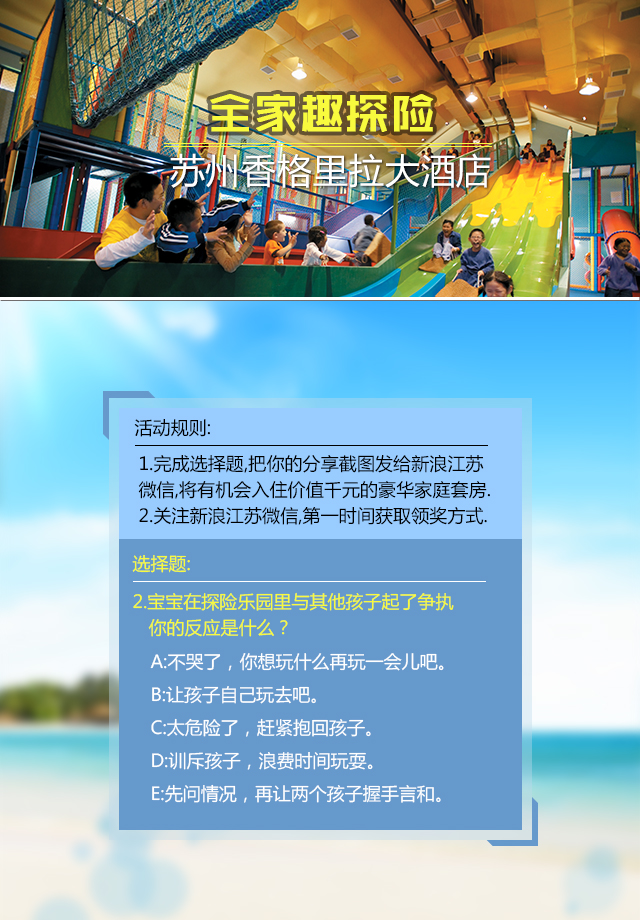 全家趣探险
苏州香格里拉大酒店
活动规则:
1.完成选择题,把你的分享截图发给新浪江苏
微信,将有机会入住价值千元的豪华家庭套房.
2.关注新浪江苏微信,第一时间获取领奖方式.
选择题:
2.宝宝在探险乐园里与其他孩子起了争执
你的反应是什么？
A:不哭了，你想玩什么再玩一会儿吧。
B:让孩子自己玩去吧。
C:太危险了，赶紧抱回孩子。
D:训斥孩子，浪费时间玩耍。
E:先问情况，再让两个孩子握手言和。